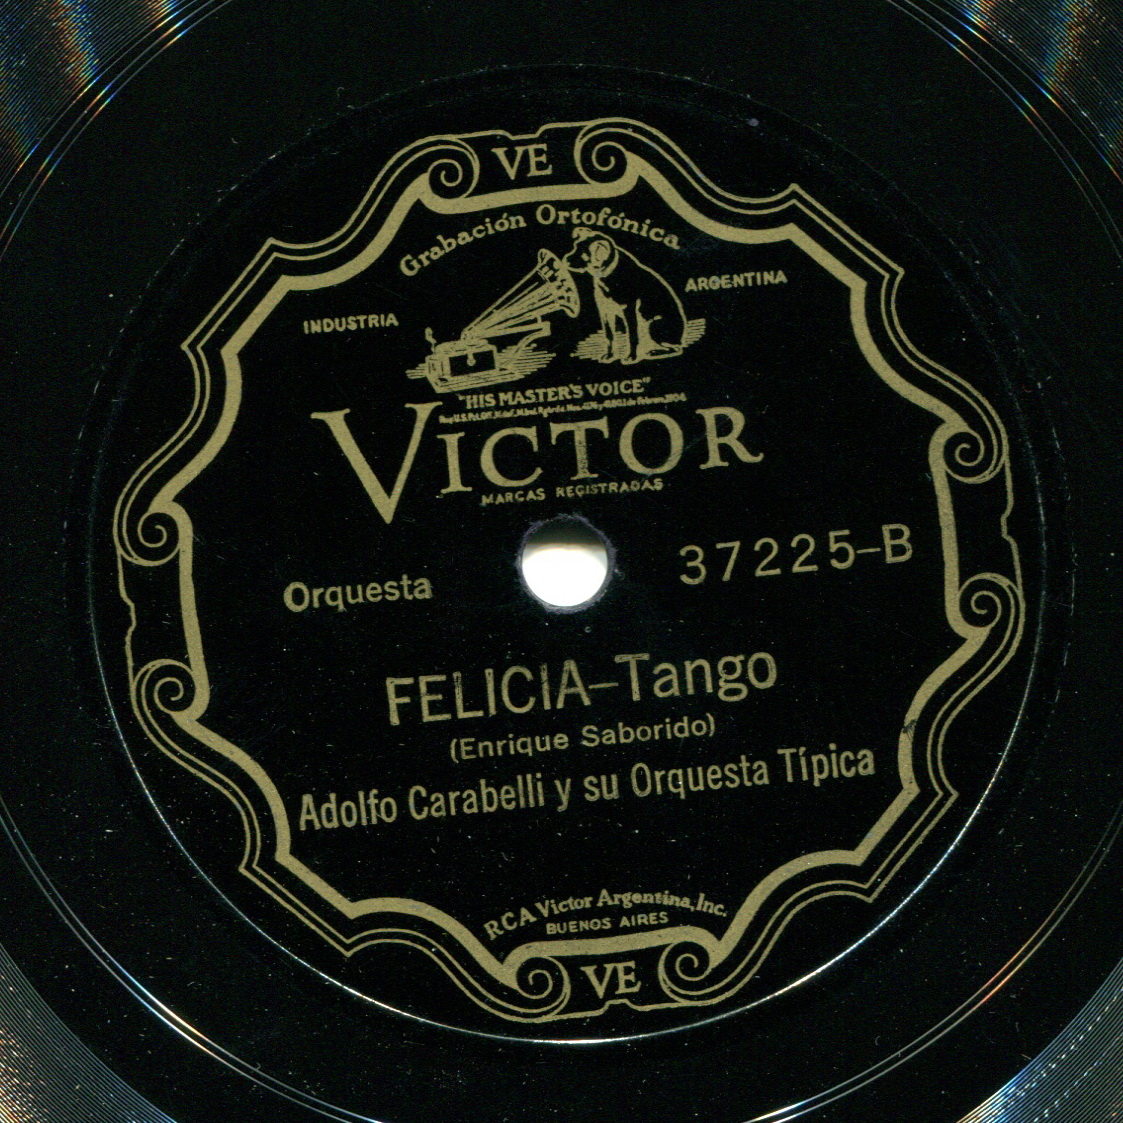 VE
Grabación Ortofónica
INDUSTRIA
ARGENTINA
"HIS MASTER'S VOICE"
VICTOR
MARCAS REGISTRADAS
Orquesta
37225-B
FELICIA-Tango
(Enrique Saborido)
Adolfo Carabelli y su Orquesta Típica
RCA Victor Argentina, Inc.
BUENOS AIRES
VE